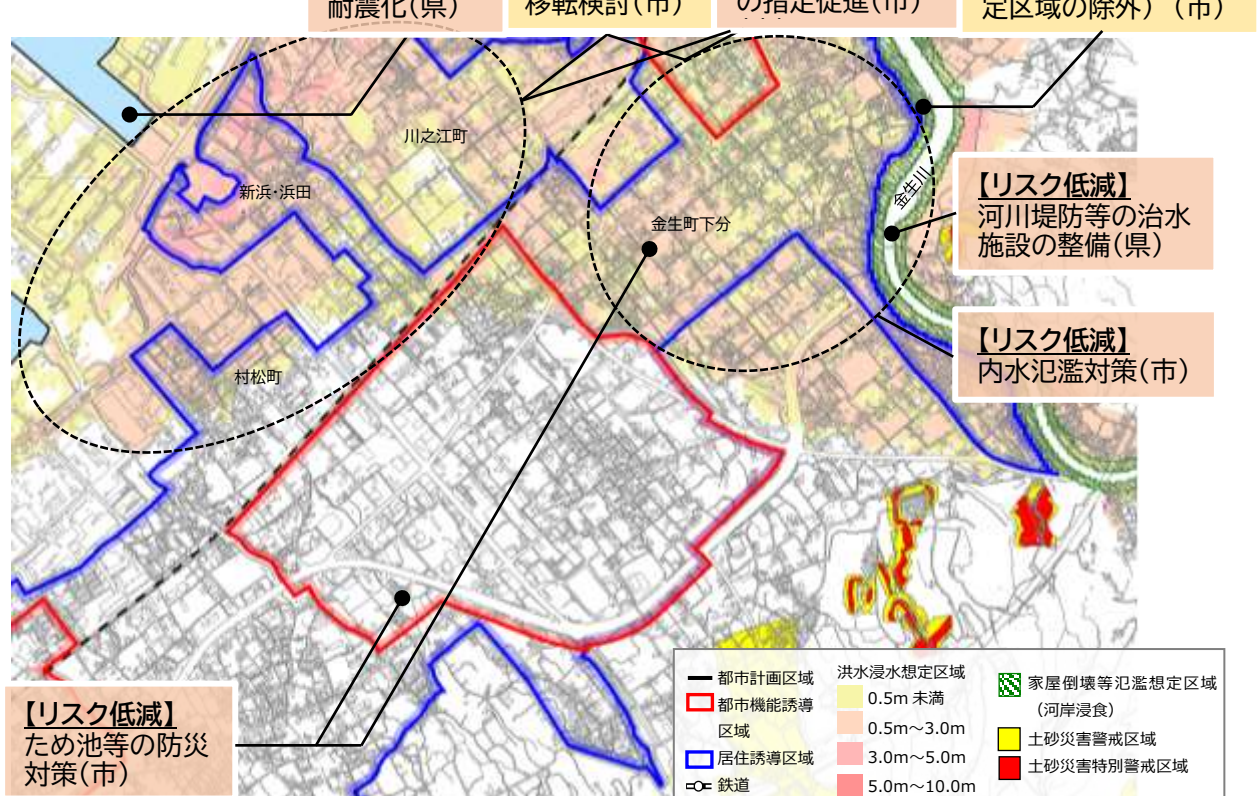 耐震化（県）
移転検討（市）
の指定促進（市）
定区域の除外）（市）
川之江町
新浜・浜田
金生町下分
金生川
村松町
【リスク低減】
河川堤防等の治水
施設の整備（県）
【リスク低減】
内水氾濫対策（市）
【リスク低減】
ため池等の防災
対策（市）
都市計画区域
都市機能誘導
区域
居住誘導区域
鉄道
洪水浸水想定区域
0.5m 未満
0.5m～3.0m
3.0m～5.0m
5.0m～10.0m
家屋倒壊等氾濫想定区域
（河岸浸食）
土砂災害警戒区域
土砂災害特別警戒区域